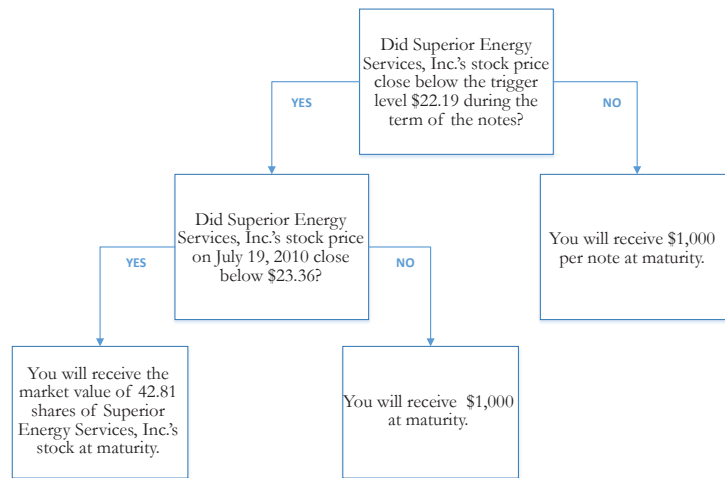 Did Superior Energy
Services, Inc.'s stock price
close below the trigger
level $22.19 during the
term of the notes?
YES
NO
Did Superior Energy
Services, Inc.'s stock price
on July 19, 2010 close
below $23.36?
You will receive $1,000
per note at maturity.
YES
NO
You will receive the
market value of 42.81
shares of Superior
Energy Services, Inc.'s
stock at maturity.
You will receive $1,000
at maturity.